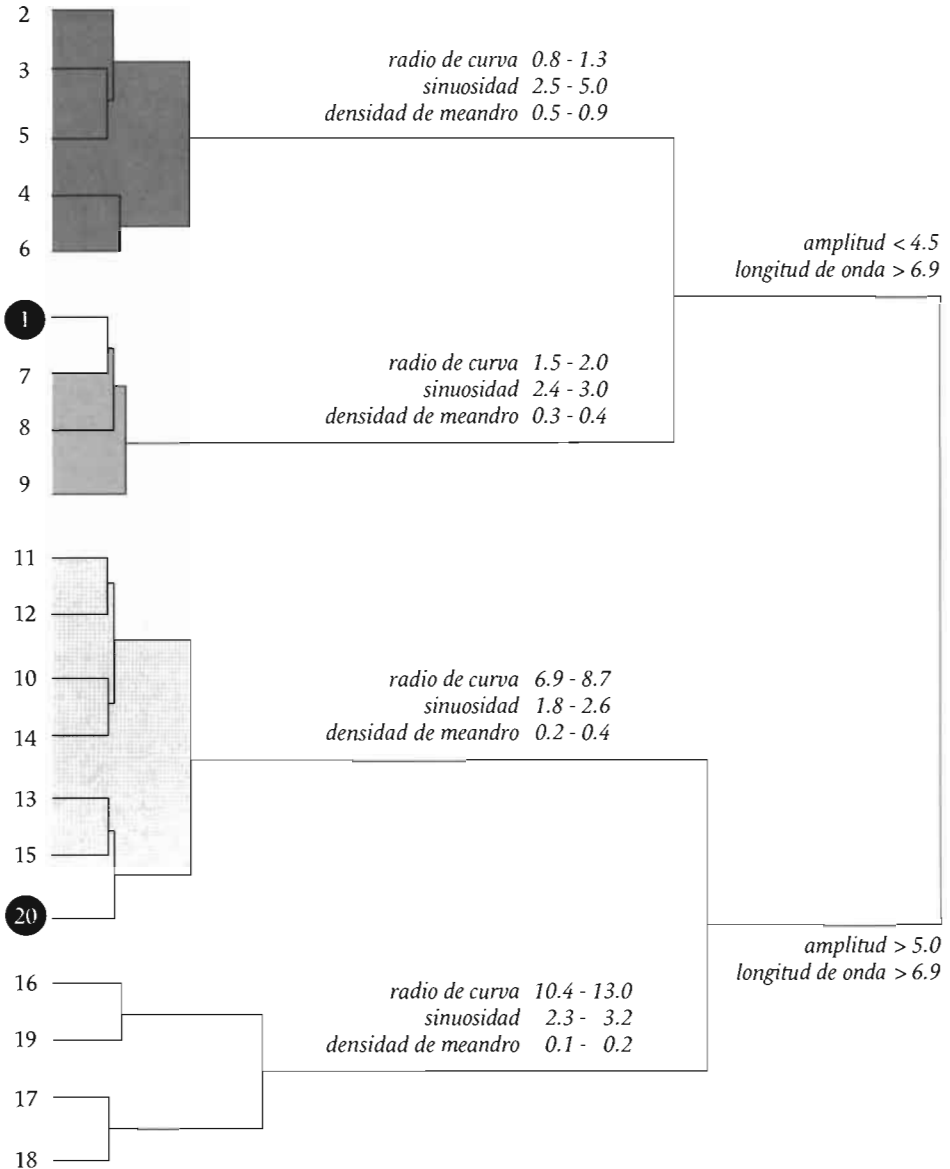 2
3
5
4
6
1
7
8
9
11
12
10
14
13
15
20
16
19
17
18
radio de curva 0.8 - 1.3
sinuosidad 2.5 - 5.0
densidad de meandro 0.5 - 0.9
amplitud < 4.5
longitud de onda > 6.9
radio de curva 1.5 - 2.0
sinuosidad 2.4 - 3.0
densidad de meandro 0.3 - 0.4
radio de curva 6.9 - 8.7
sinuosidad 1.8 - 2.6
densidad de meandro 0.2 - 0.4
amplitud > 5.0
longitud de onda > 6.9
radio de curva 10.4 - 13.0
sinuosidad 2.3 - 3.2
densidad de meandro 0.1 - 0.2